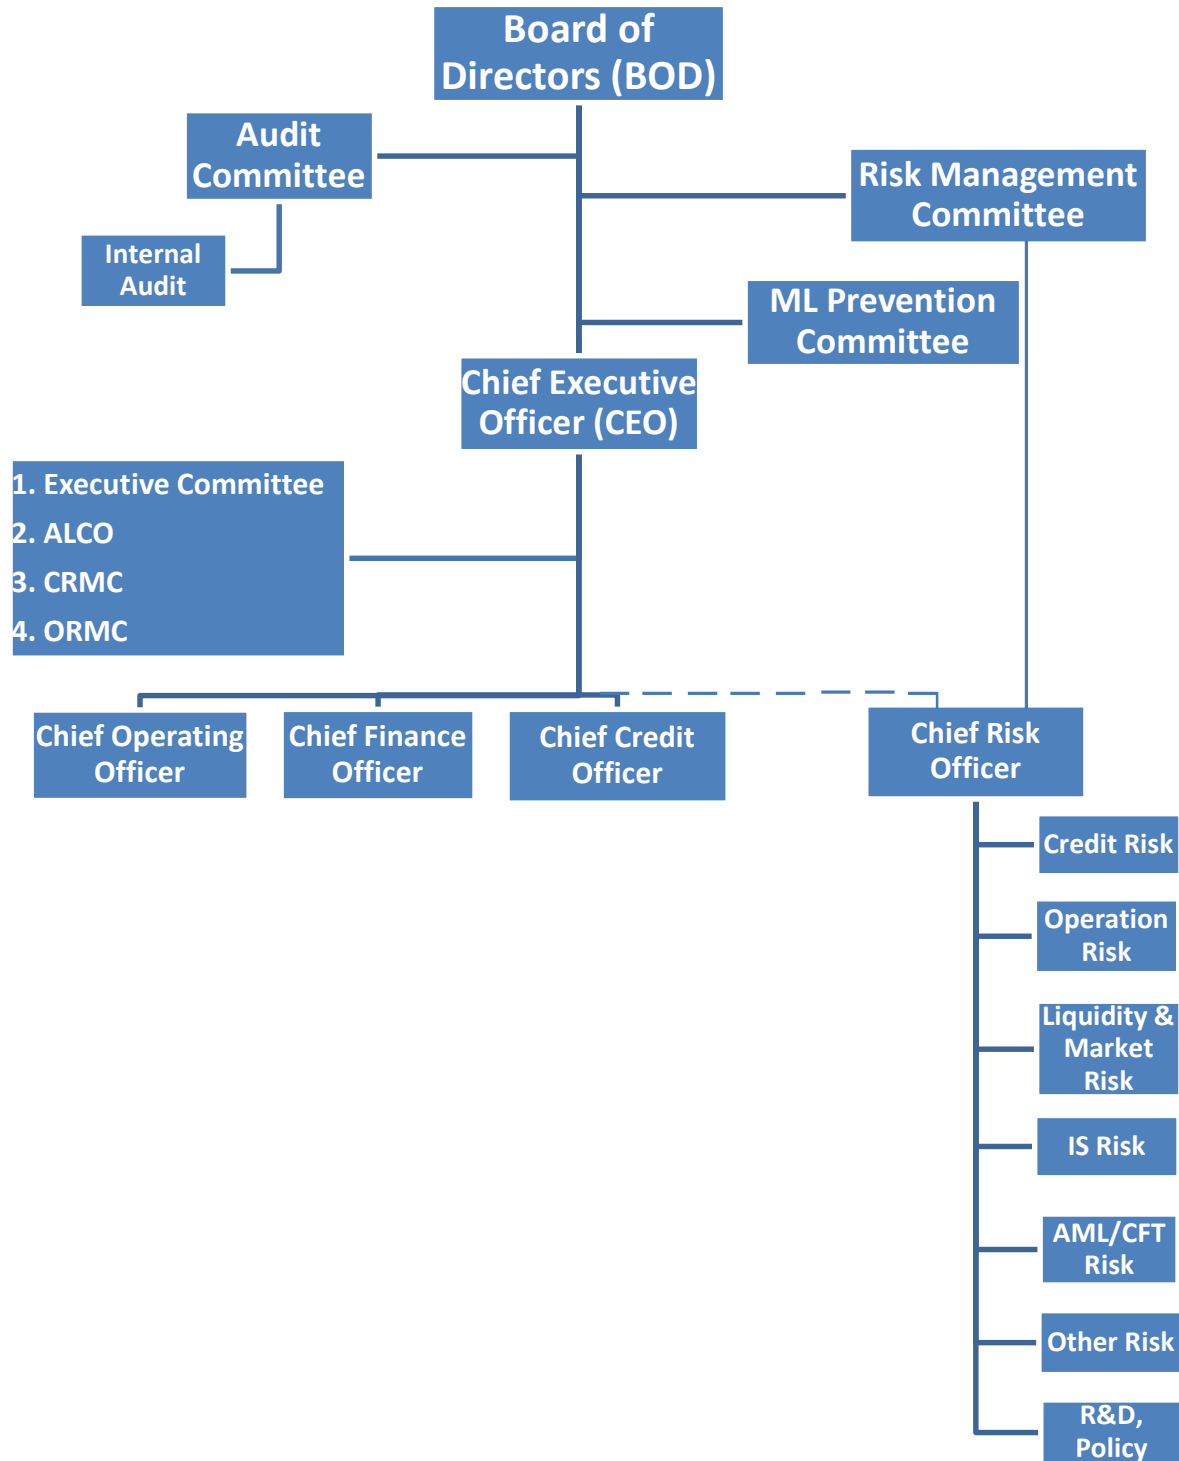 Board of
Directors (BOD)
Audit
Committee
Risk Management
Committee
Internal
Audit
ML Prevention
Committee
Chief Executive
Officer (CEO)
1. Executive Committee
2. ALCO
3. CRMC
4. ORMC
Chief Operating
Officer
Chief Finance
Officer
Chief Credit
Officer
Chief Risk
Officer
Credit Risk
Operation
Risk
Liquidity &
Market
Risk
IS Risk
AML/CFT
Risk
Other Risk
R&D,
Policy